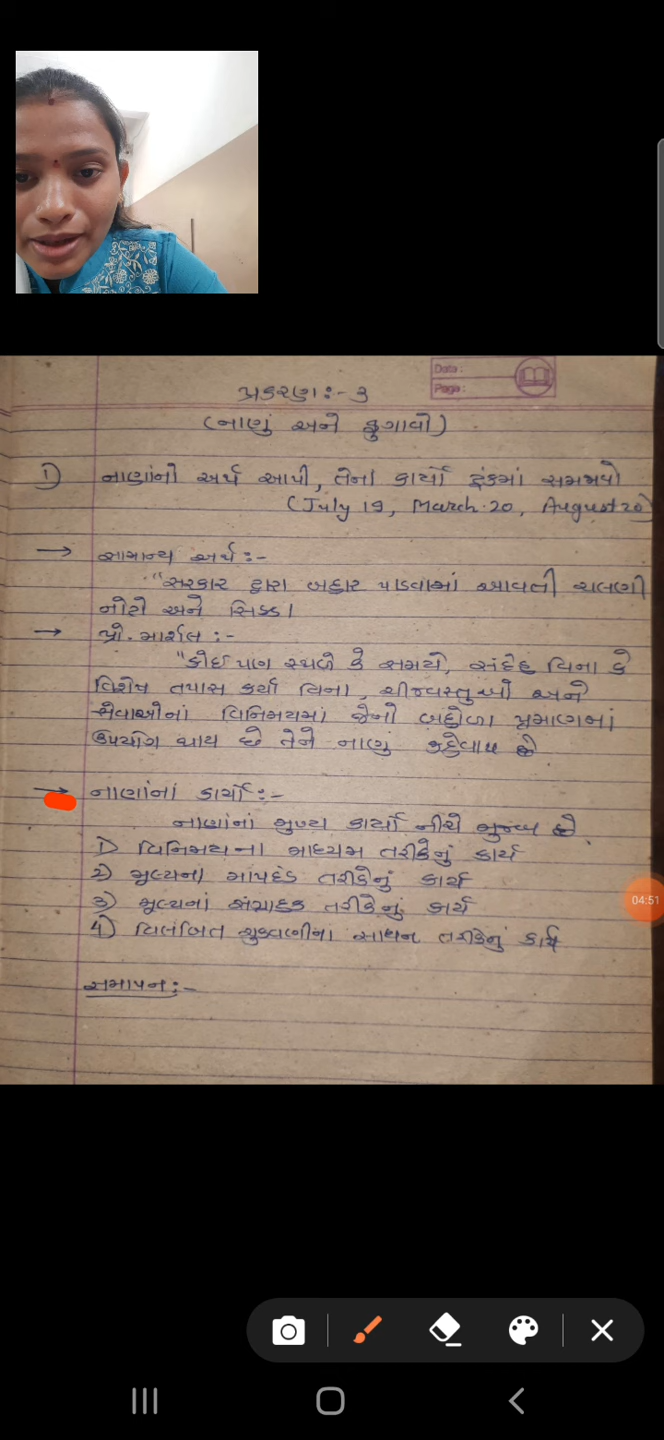 Date :
Page :
પ્રકરણ:- ૩
(નાણું અને ફુગાવો)
1) નાણાંનો અર્થ આપી, તેનાં કાર્યો ટૂંકમાં સમજાવો
(July 19, March.20, August 20)
→ સામાન્ય અર્થ :-
"સરકાર દ્વારા બહાર પાડવામાં આવતી ચલણી
નોટો અને સિક્કા
→ પ્રો. માર્શલ :-
"કોઈ પણ સ્થળે કે સમયે, સંદેહ વિના કે
વિશેષ તપાસ કર્યા વિના, ચીજવસ્તુઓ અને
સેવાઓનાં વિનિમયમાં જેનો બહોળા પ્રમાણમાં
ઉપયોગ થાય છે તેને નાણું કહેવાય છે
→ નાણાંનાં કાર્યો :-
નાણાંનાં મુખ્ય કાર્યો નીચે મુજબ છે.
1) વિનિમયના માધ્યમ તરીકેનું કાર્ય
2) મૂલ્યના માપદંડ તરીકેનું કાર્ય
3) મૂલ્યનાં સંગ્રાહક તરીકેનું કાર્ય
04:51
4) વિલંબિત ચુકવણીના સાધન તરીકેનું કાર્ય
સમાપન :-